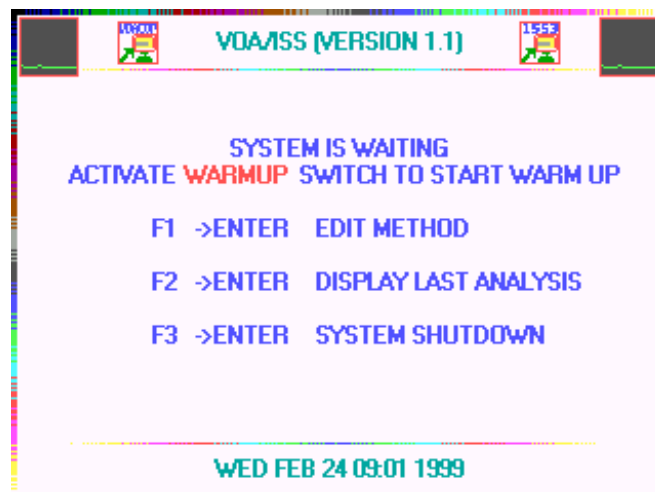 VOA/ISS (VERSION 1.1)
1553
SYSTEM IS WAITING
ACTIVATE WARMUP SWITCH TO START WARM UP
F1 ->ENTER EDIT METHOD
F2 ->ENTER DISPLAY LAST ANALYSIS
F3 ->ENTER SYSTEM SHUTDOWN
WED FEB 24 09:01 1999